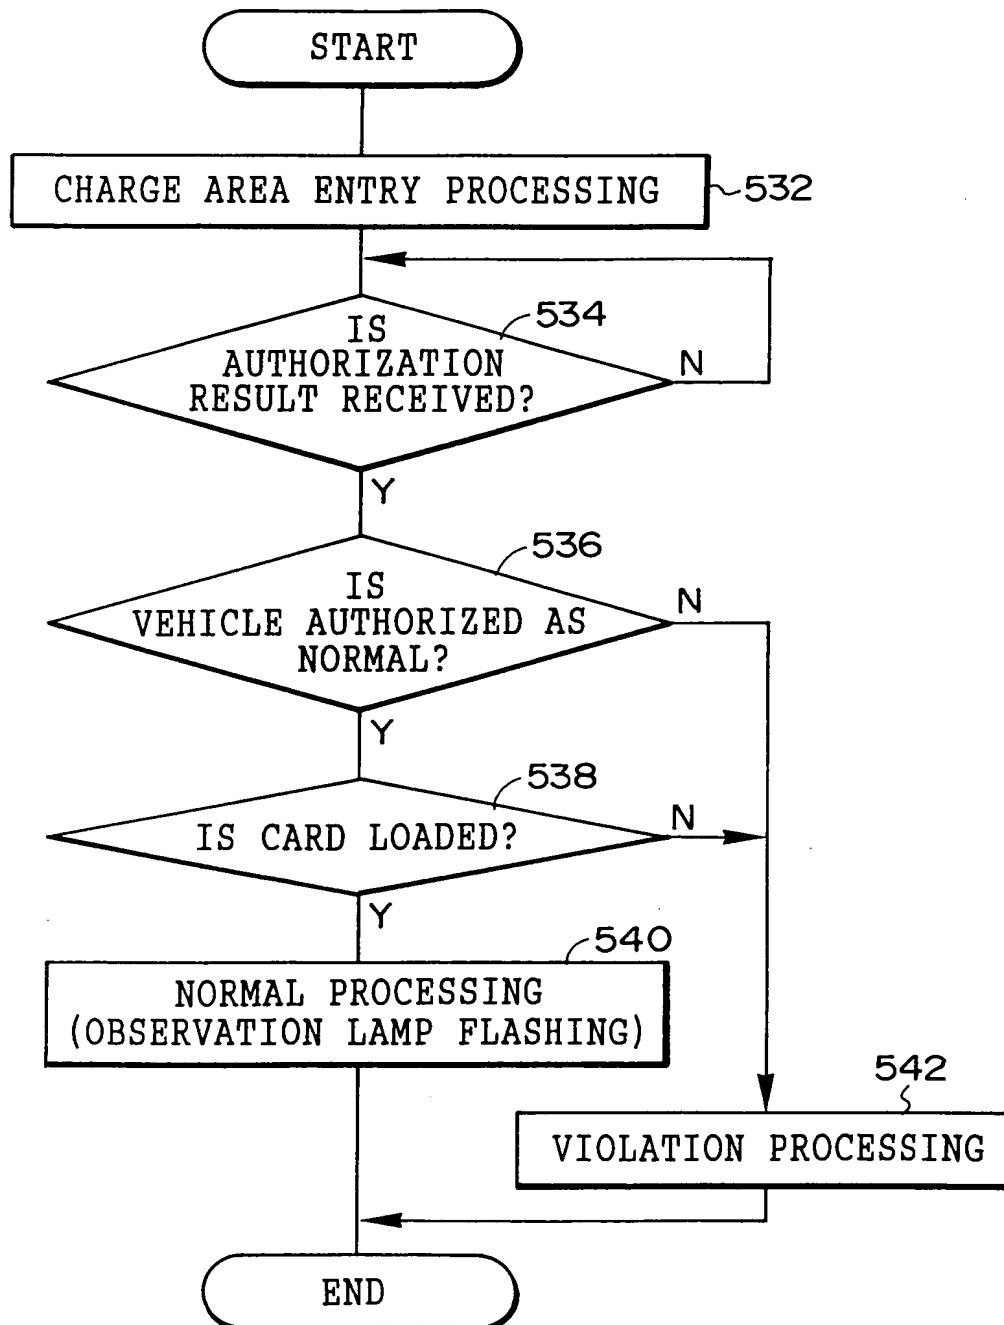 START
CHARGE AREA ENTRY PROCESSING
532
534
IS
AUTHORIZATION
RESULT RECEIVED?
N
Y
536
IS
VEHICLE AUTHORIZED AS
NORMAL?
N
Y
538
IS CARD LOADED?
N
Y
540
NORMAL PROCESSING
(OBSERVATION LAMP FLASHING)
542
VIOLATION PROCESSING
END